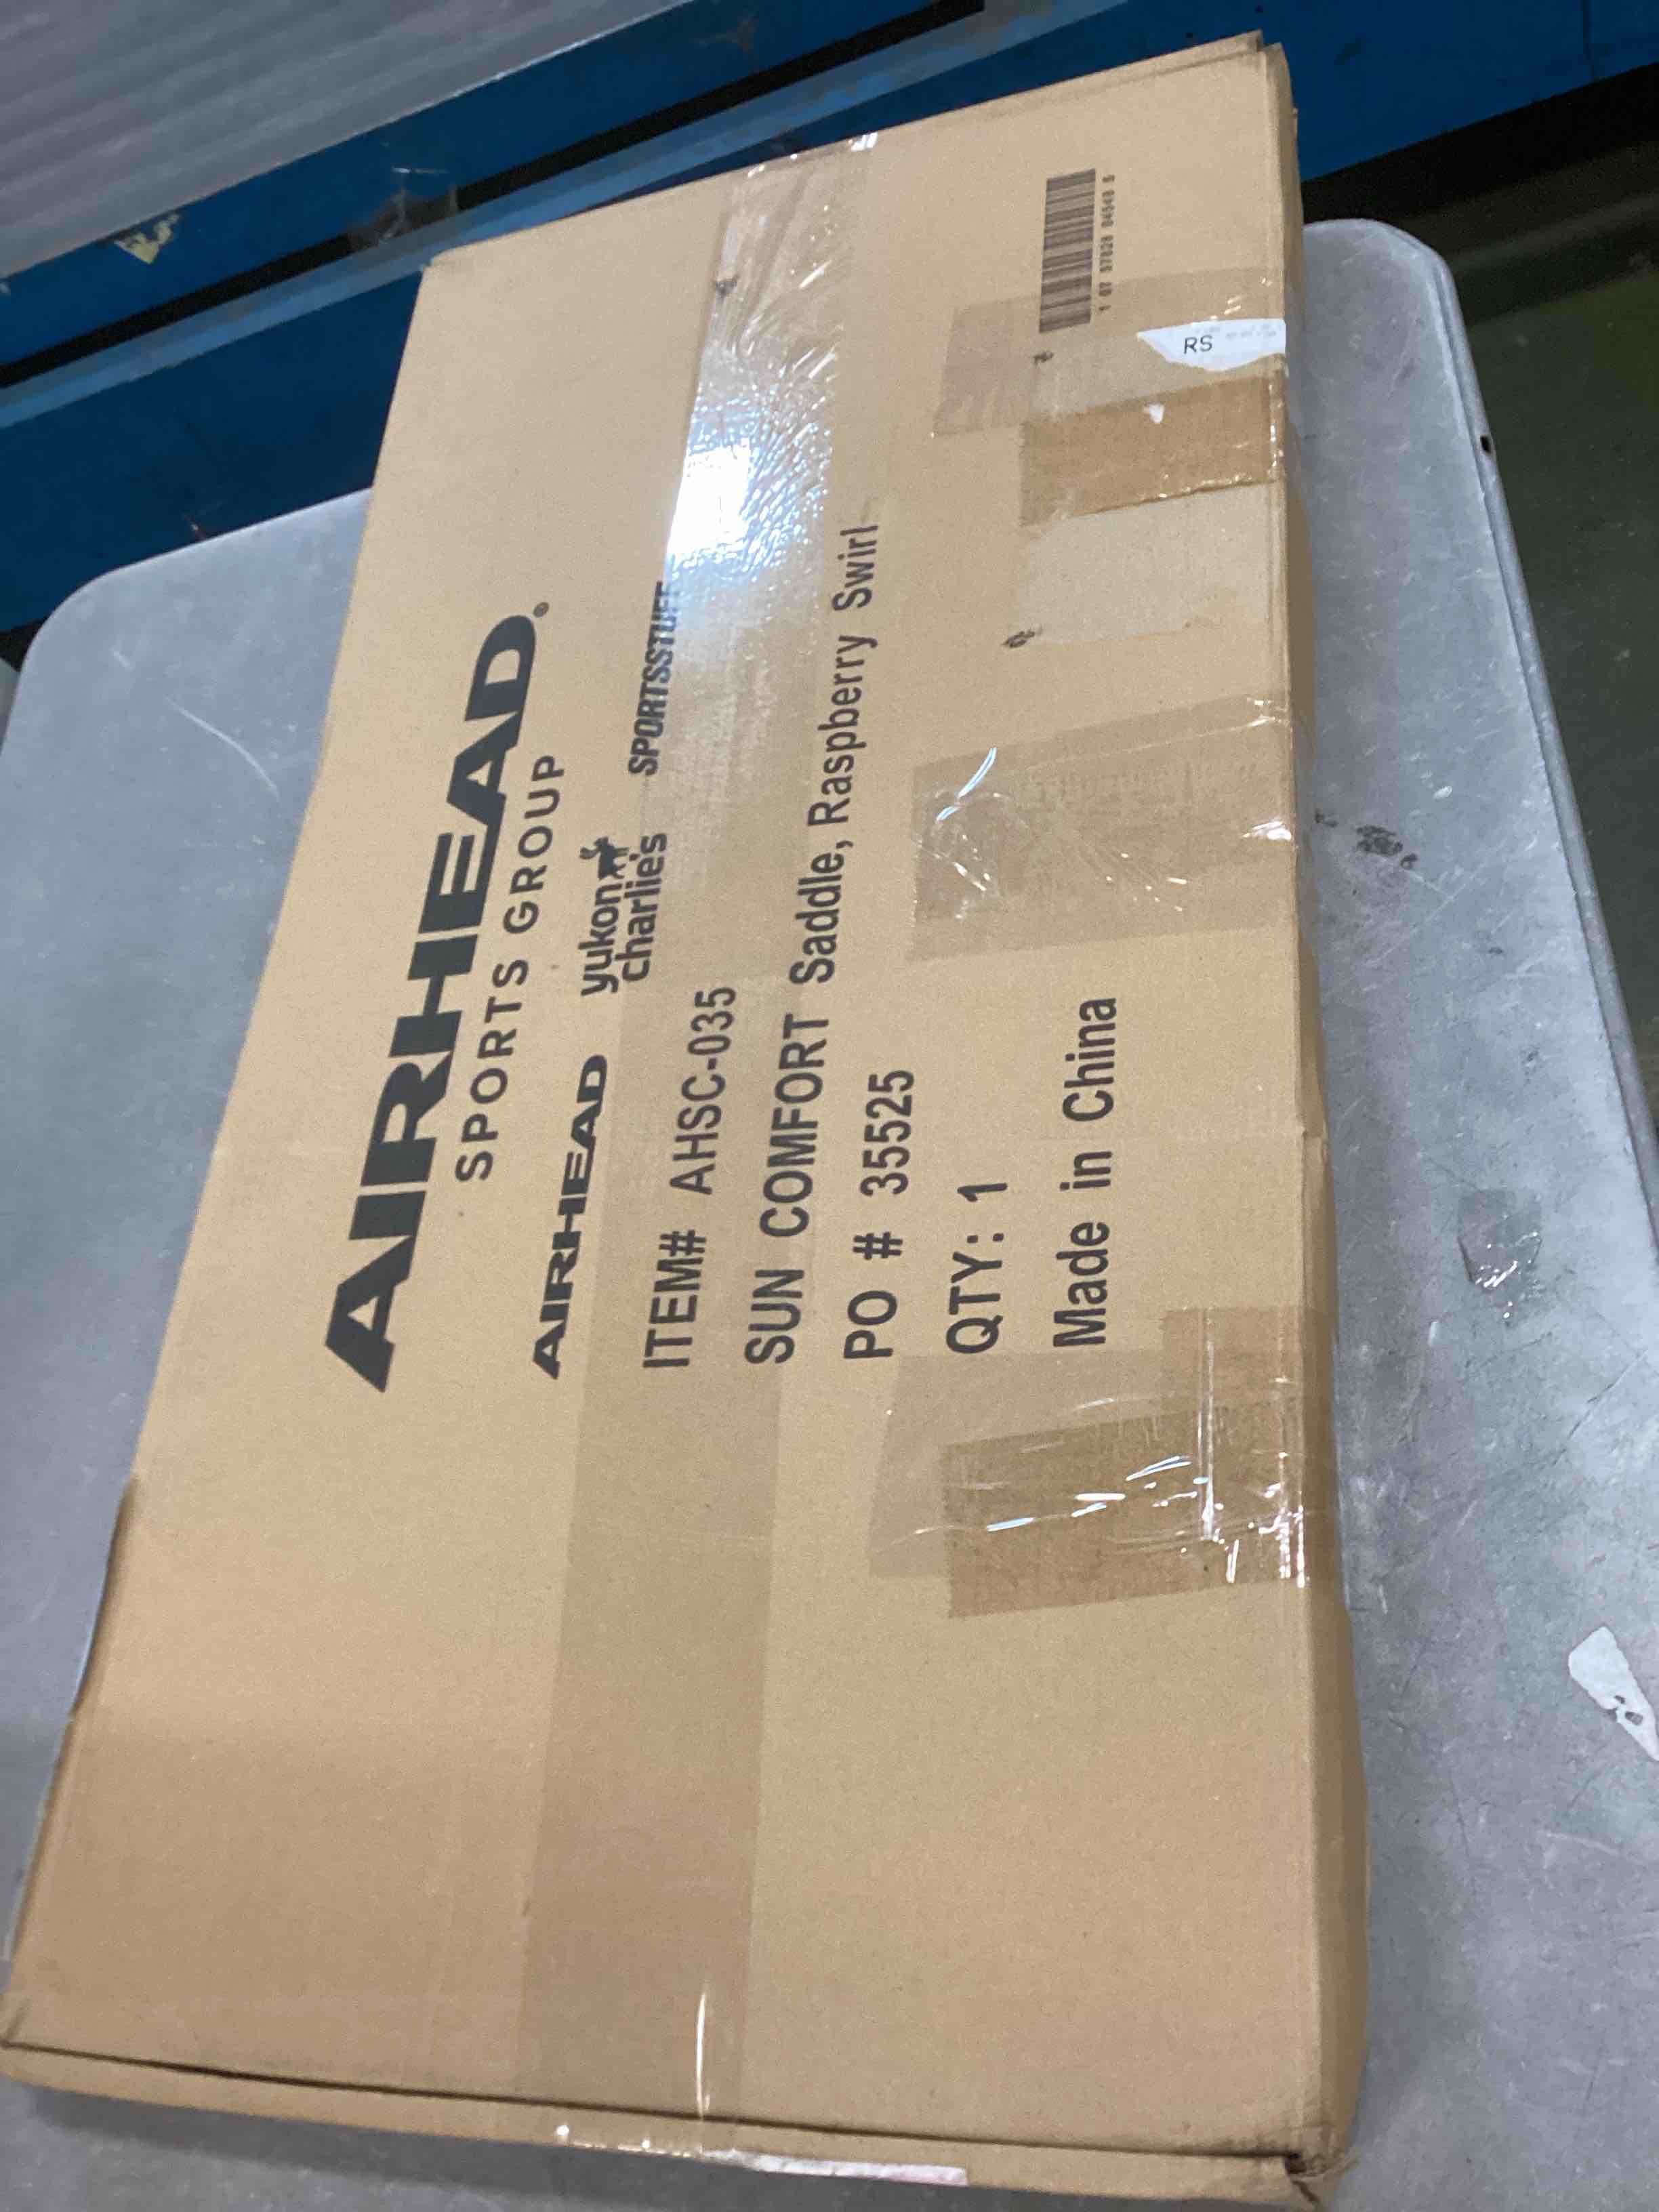 AIRHEAD®
SPORTS GROUP
AIRHEAD yukon charlie's SPORTSSTUFF
ITEM# AHSC-035
SUN COMFORT Saddle, Raspberry Swirl
PO # 35525
QTY: 1
Made in China
RS